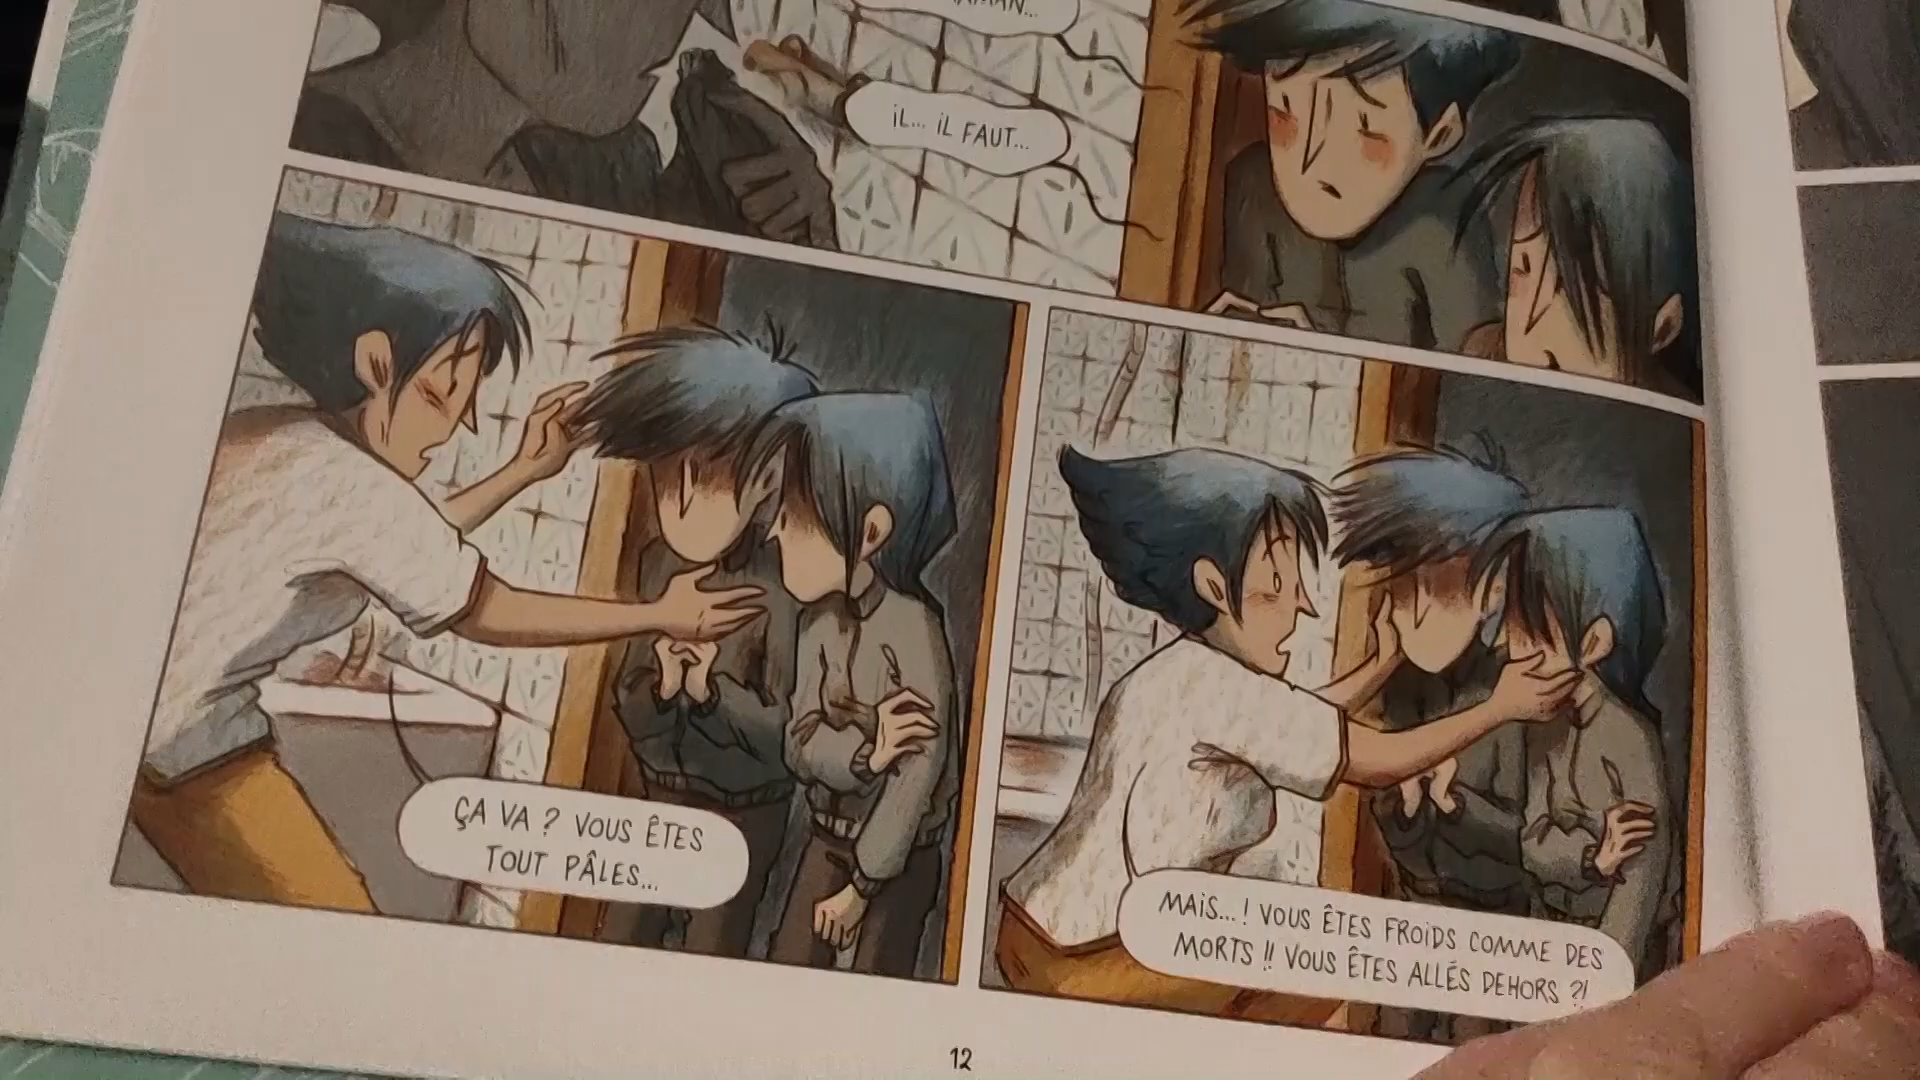 IL... IL FAUT...
ÇA VA ? VOUS ÊTES
TOUT PÂLES...
MAIS... ! VOUS ÊTES FROIDS COMME DES
MORTS !! VOUS ÊTES ALLÉS DEHORS ?!
12